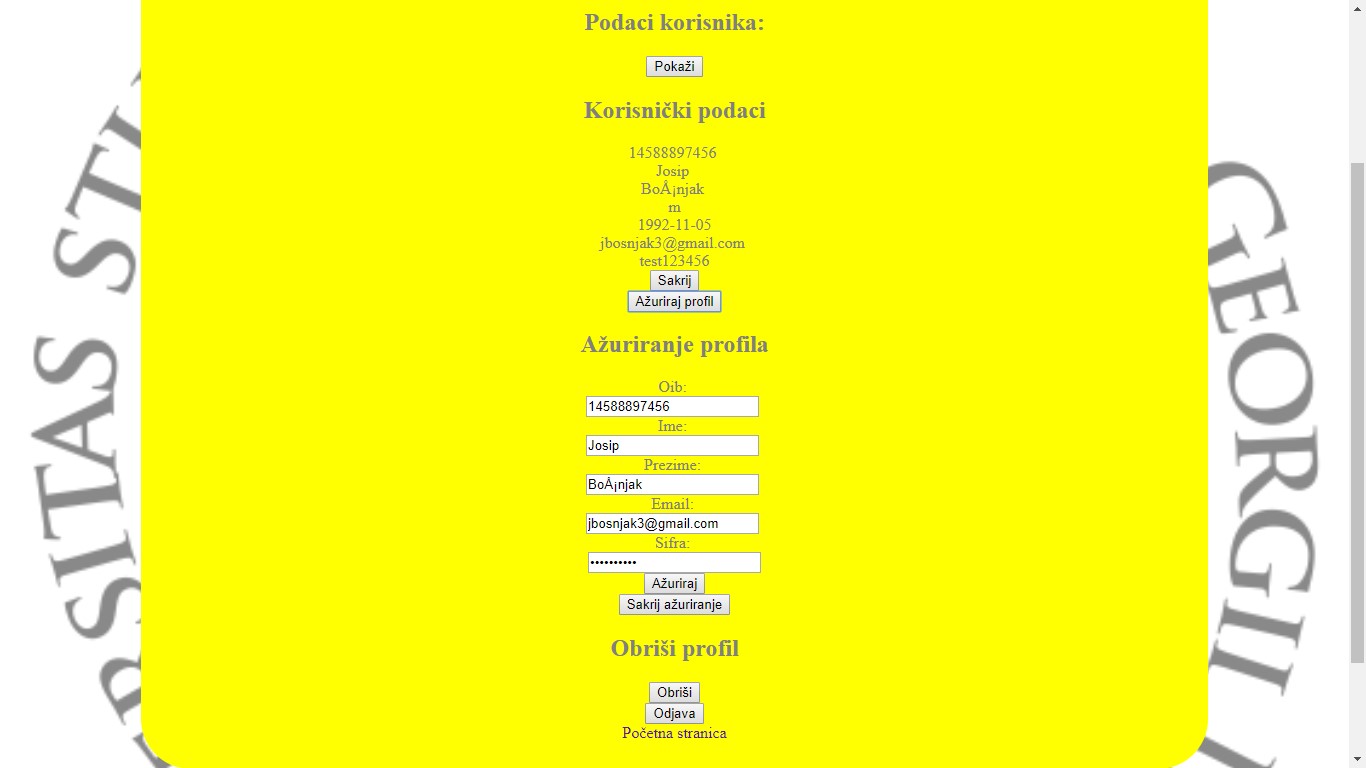 Podaci korisnika:
Pokaži
Korisnički podaci
14588897456
Josip
BoÅ¡njak
m
1992-11-05
jbosnjak3@gmail.com
test123456
Sakrij
Ažuriraj profil
Ažuriranje profila
Oib:
14588897456
Ime:
Josip
Prezime:
BoÅ¡njak
Email:
jbosnjak3@gmail.com
Sifra:
••••••••••
Ažuriraj
Sakrij ažuriranje
Obriši profil
Obriši
Odjava
Početna stranica
GEORGII